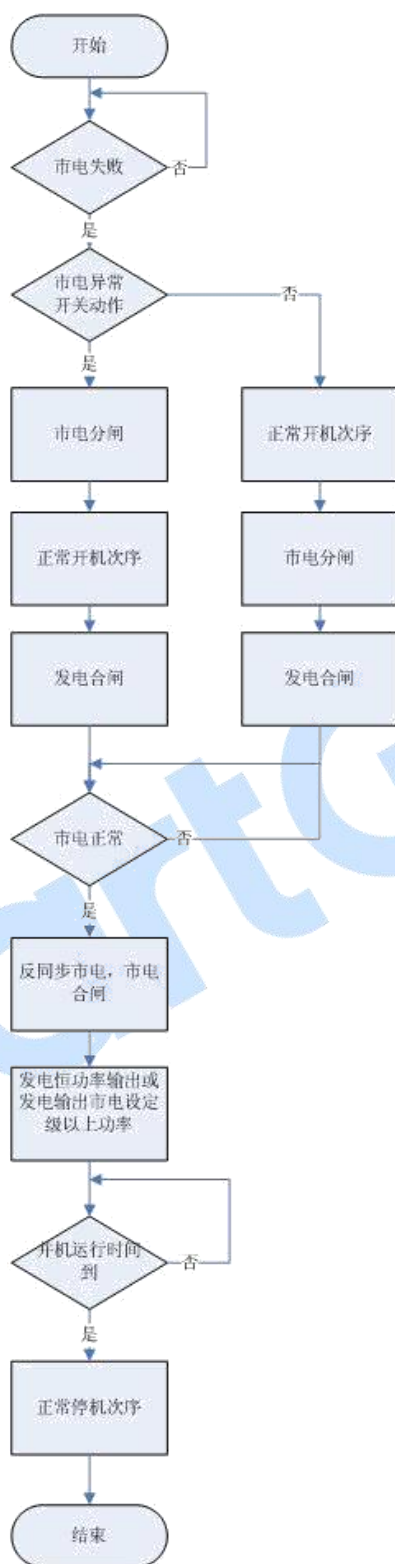 开始
市电失败
否
是
市电异常
开关动作
否
是
市电分闸
正常开机次序
正常开机次序
市电分闸
发电合闸
发电合闸
市电正常
否
是
反同步市电，市电
合闸
发电恒功率输出或
发电输出市电设定
级以上功率
并机运行时间
到
否
是
正常停机次序
结束
artG